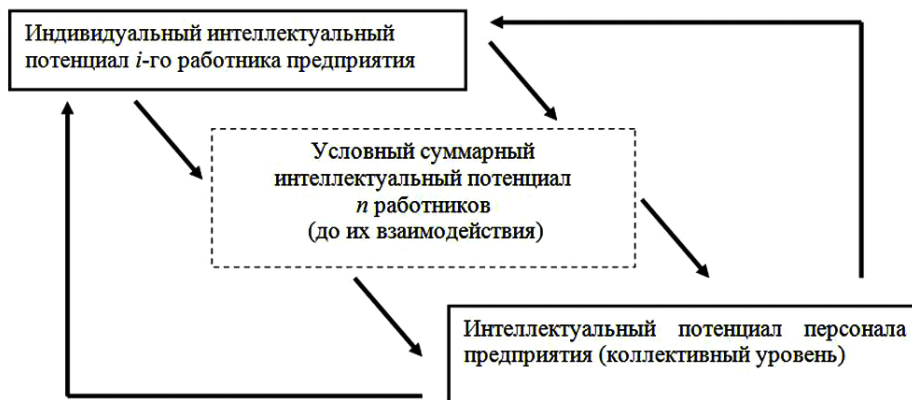 Индивидуальный интеллектуальный
потенциал i-го работника предприятия
Условный суммарный
интеллектуальный потенциал
n работников
(до их взаимодействия)
Интеллектуальный потенциал персонала
предприятия (коллективный уровень)